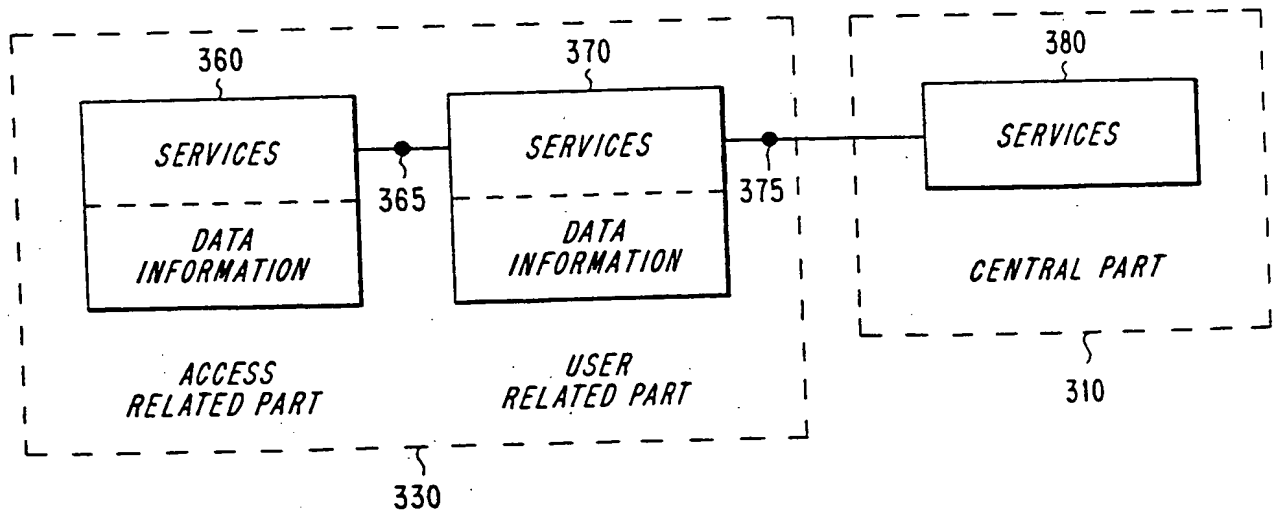 360
370
380
SERVICES
SERVICES
SERVICES
365
375
DATA
INFORMATION
DATA
INFORMATION
CENTRAL PART
ACCESS
RELATED PART
USER
RELATED PART
310
330